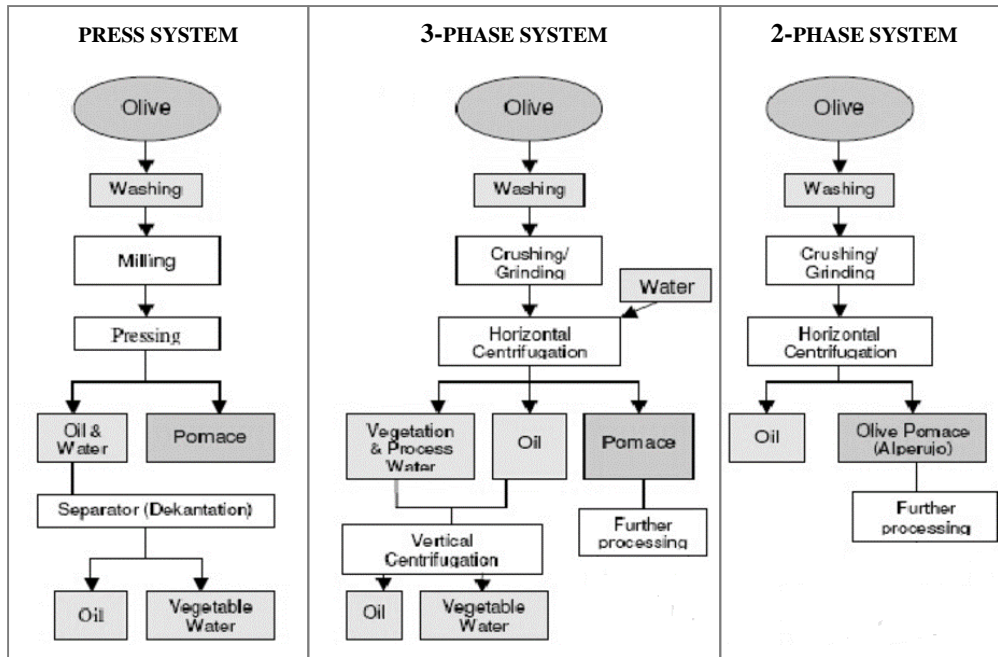 PRESS SYSTEM
Olive
Washing
Milling
Pressing
Oil &
Water
Pomace
Separator (Dekantation)
Oil
Vegetable
Water
3-PHASE SYSTEM
Olive
Washing
Crushing/
Grinding
Water
Horizontal
Centrifugation
Vegetation
& Process
Water
Oil
Pomace
Vertical
Centrifugation
Further
processing
Oil
Vegetable
Water
2-PHASE SYSTEM
Olive
Washing
Crushing/
Grinding
Horizontal
Centrifugation
Oil
Olive Pomace
(Alperujo)
Further
processing